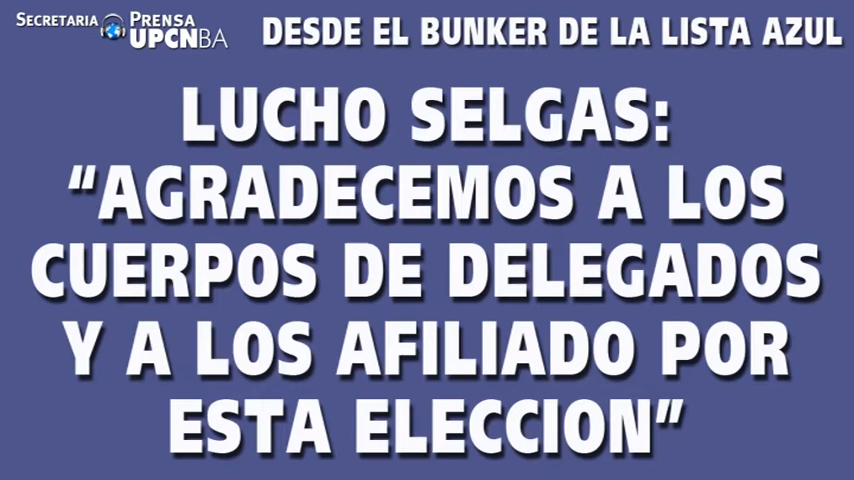 SECRETARIA PRENSA
UPCNBA
DESDE EL BUNKER DE LA LISTA AZUL
LUCHO SELGAS:
“AGRADECEMOS A LOS
CUERPOS DE DELEGADOS
Y A LOS AFILIADO POR
ESTA ELECCION”